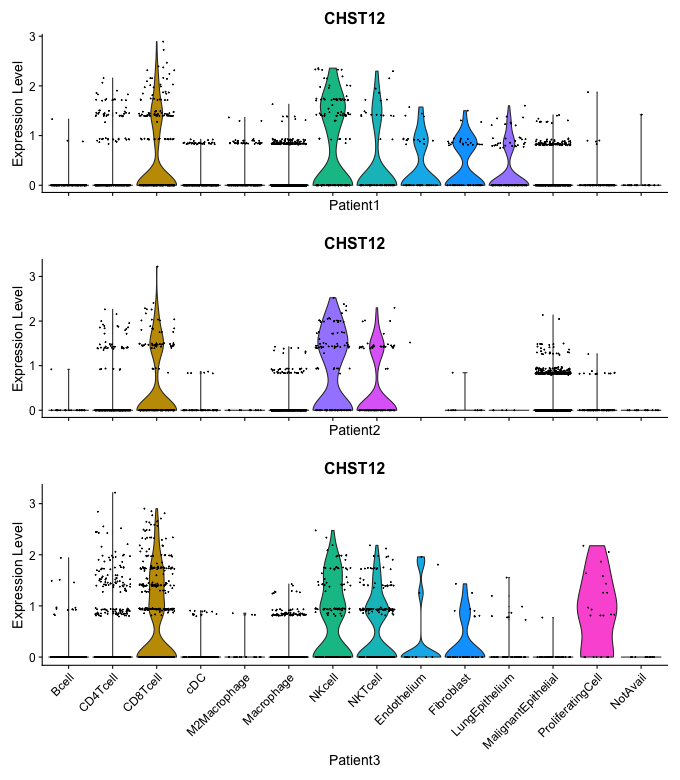 CHST12
Expression Level
3
2
1
0
Patient1
CHST12
Expression Level
3
2
1
0
Patient2
CHST12
Expression Level
3
2
1
0
Bcell
CD4Tcell
CD8Tcell
cDC
M2Macrophage
Macrophage
NKcell
NKTcell
Endothelium
Fibroblast
LungEpithelium
MalignantEpithelial
ProliferatingCell
NotAvail
Patient3